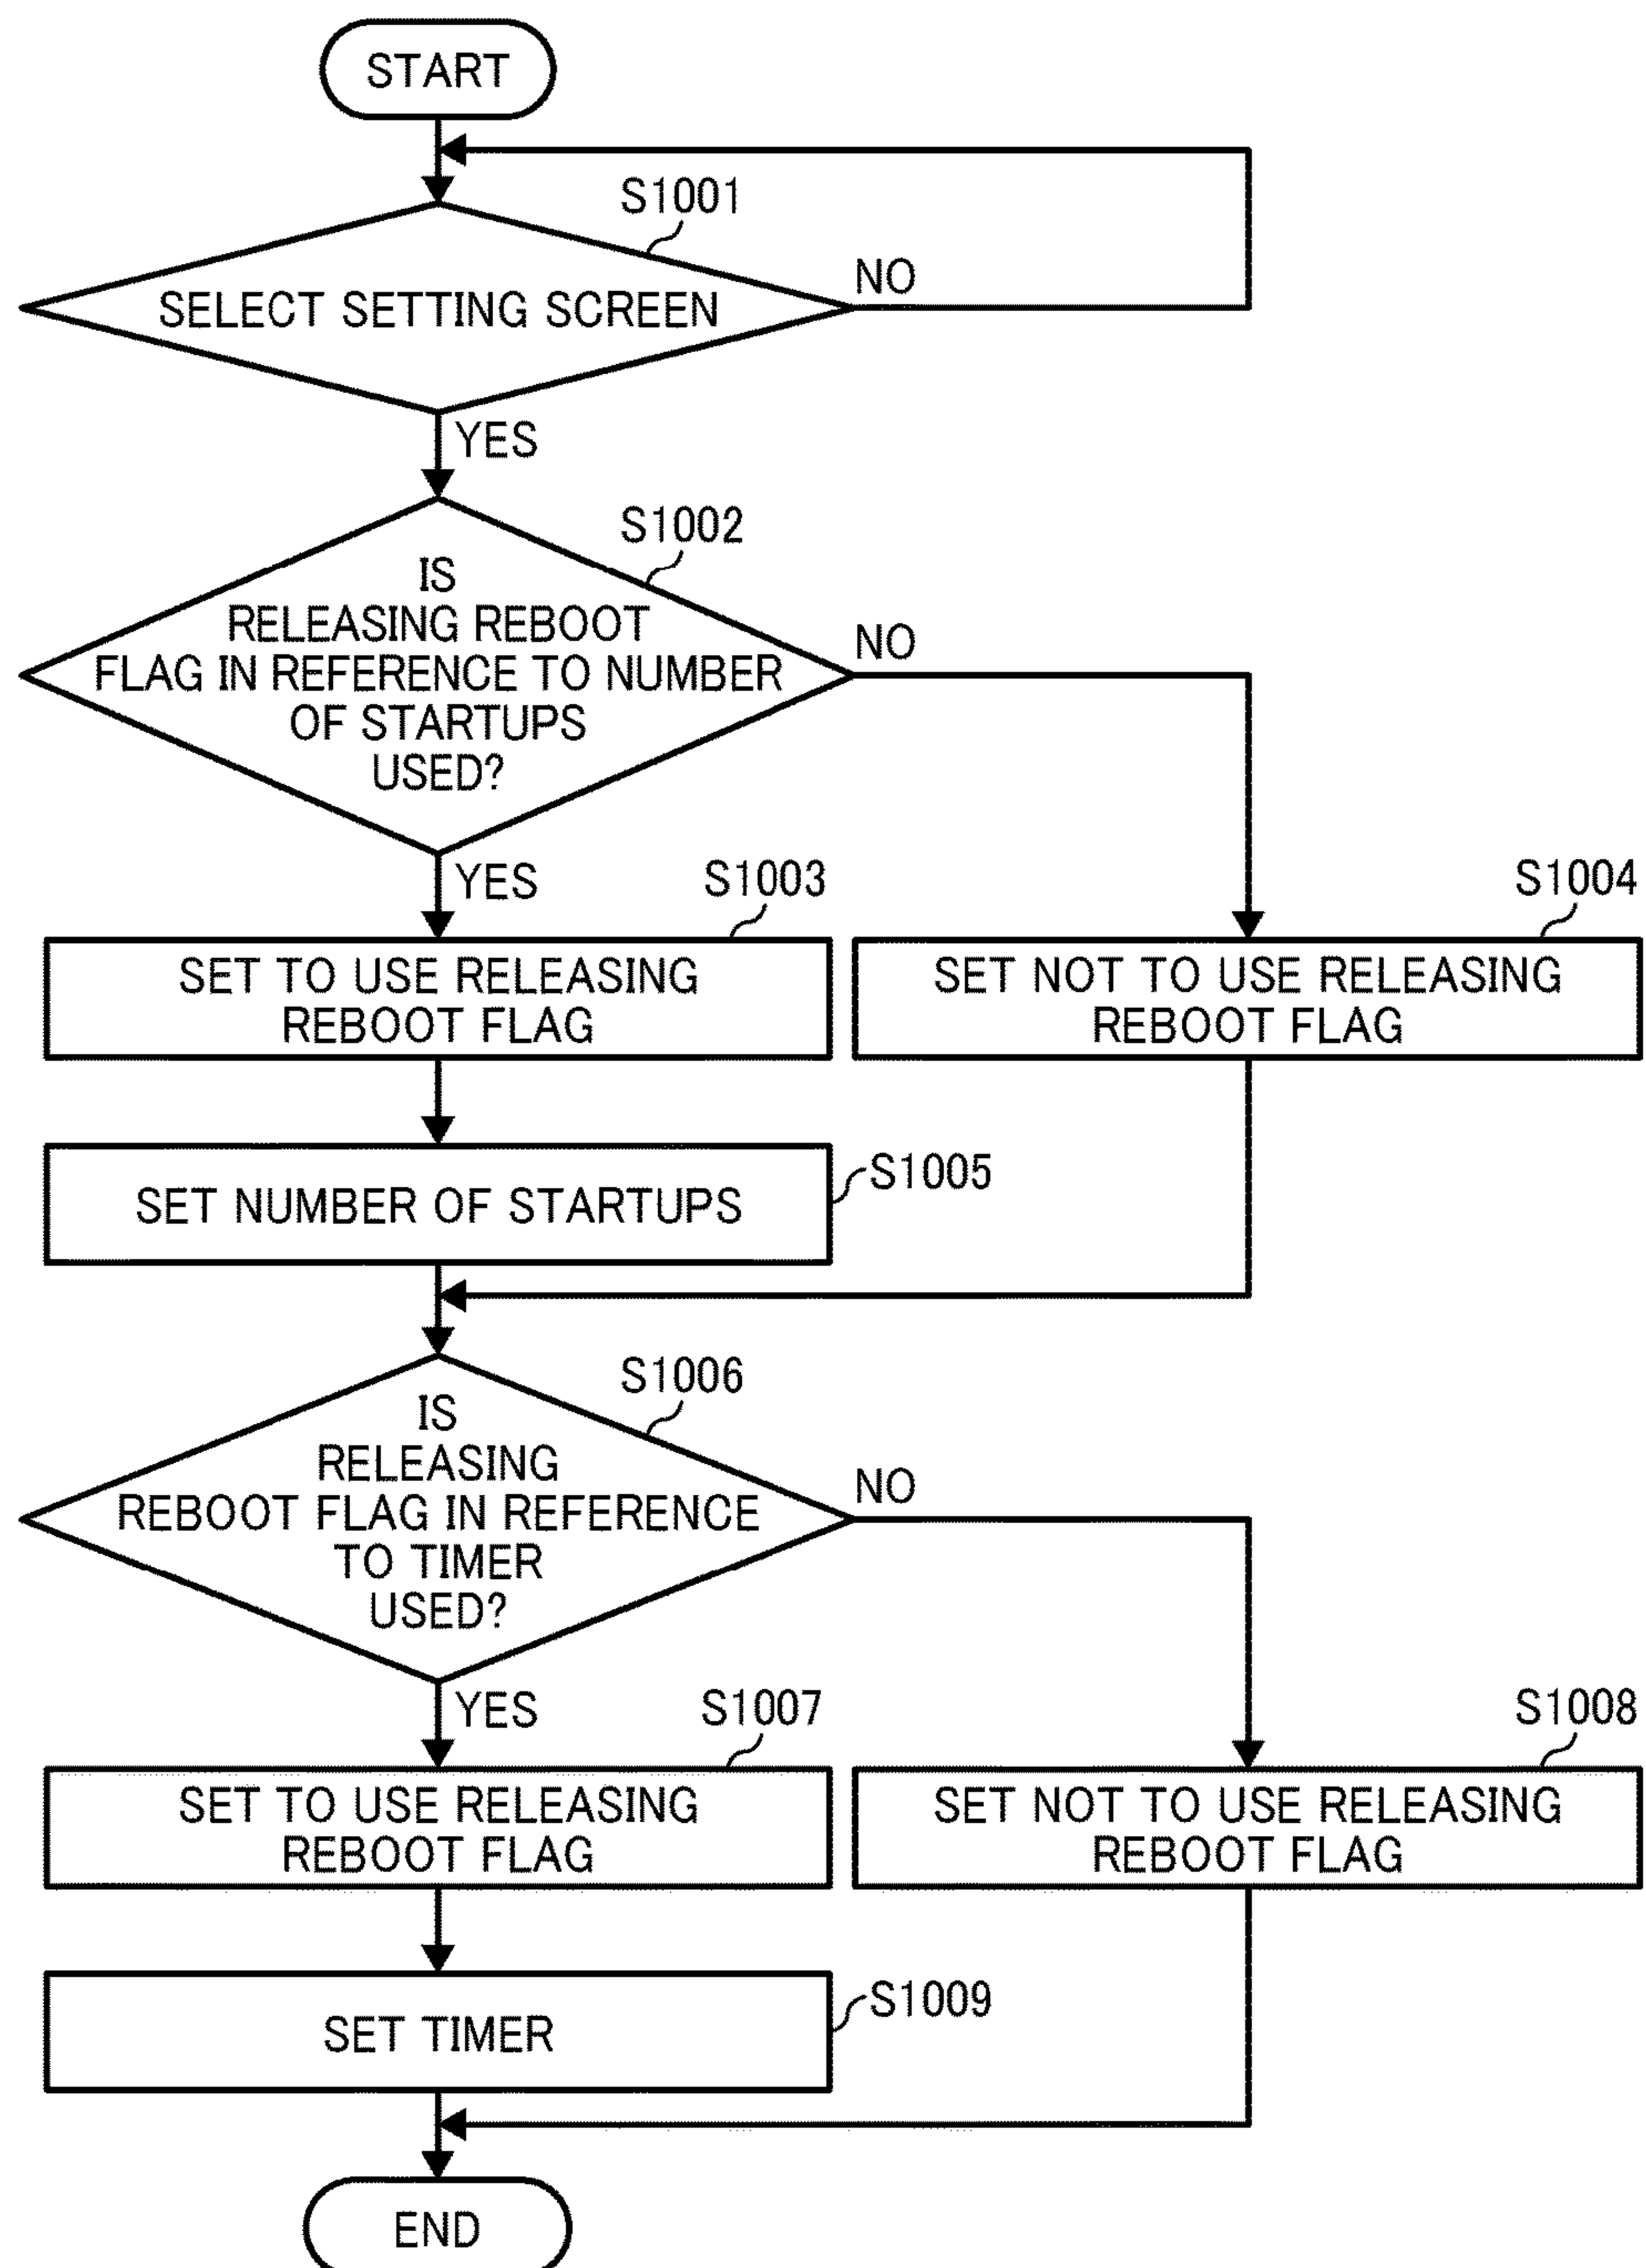 START
S1001
SELECT SETTING SCREEN
NO
YES
S1002
IS
RELEASING REBOOT
FLAG IN REFERENCE TO NUMBER
OF STARTUPS
USED?
NO
YES
S1003
SET TO USE RELEASING
REBOOT FLAG
S1004
SET NOT TO USE RELEASING
REBOOT FLAG
S1005
SET NUMBER OF STARTUPS
S1006
IS
RELEASING
REBOOT FLAG IN REFERENCE
TO TIMER
USED?
NO
YES
S1007
SET TO USE RELEASING
REBOOT FLAG
S1008
SET NOT TO USE RELEASING
REBOOT FLAG
S1009
SET TIMER
END